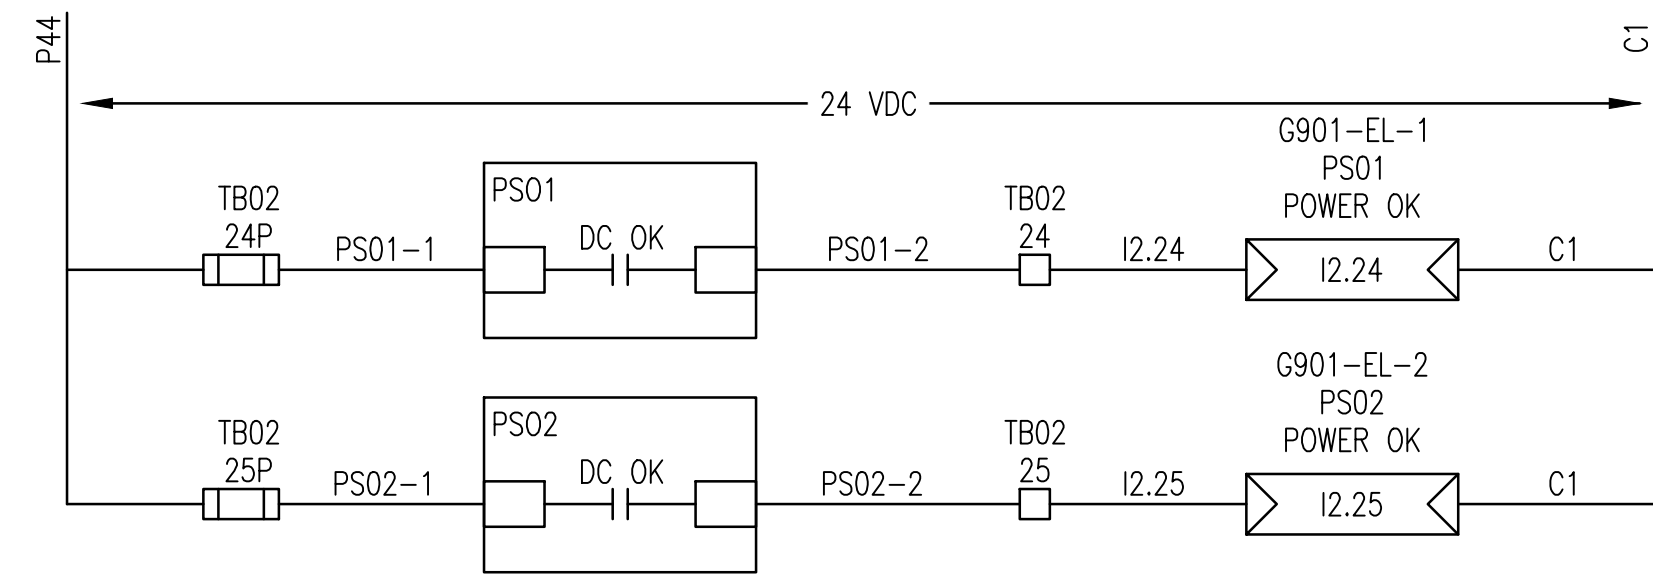 P44
C1
24 VDC
G901-EL-1
PS01
POWER OK
TB02
24P
PS01-1
PS01
DC OK
PS01-2
TB02
24
I2.24
I2.24
C1
G901-EL-2
PS02
POWER OK
TB02
25P
PS02-1
PS02
DC OK
PS02-2
TB02
25
I2.25
I2.25
C1